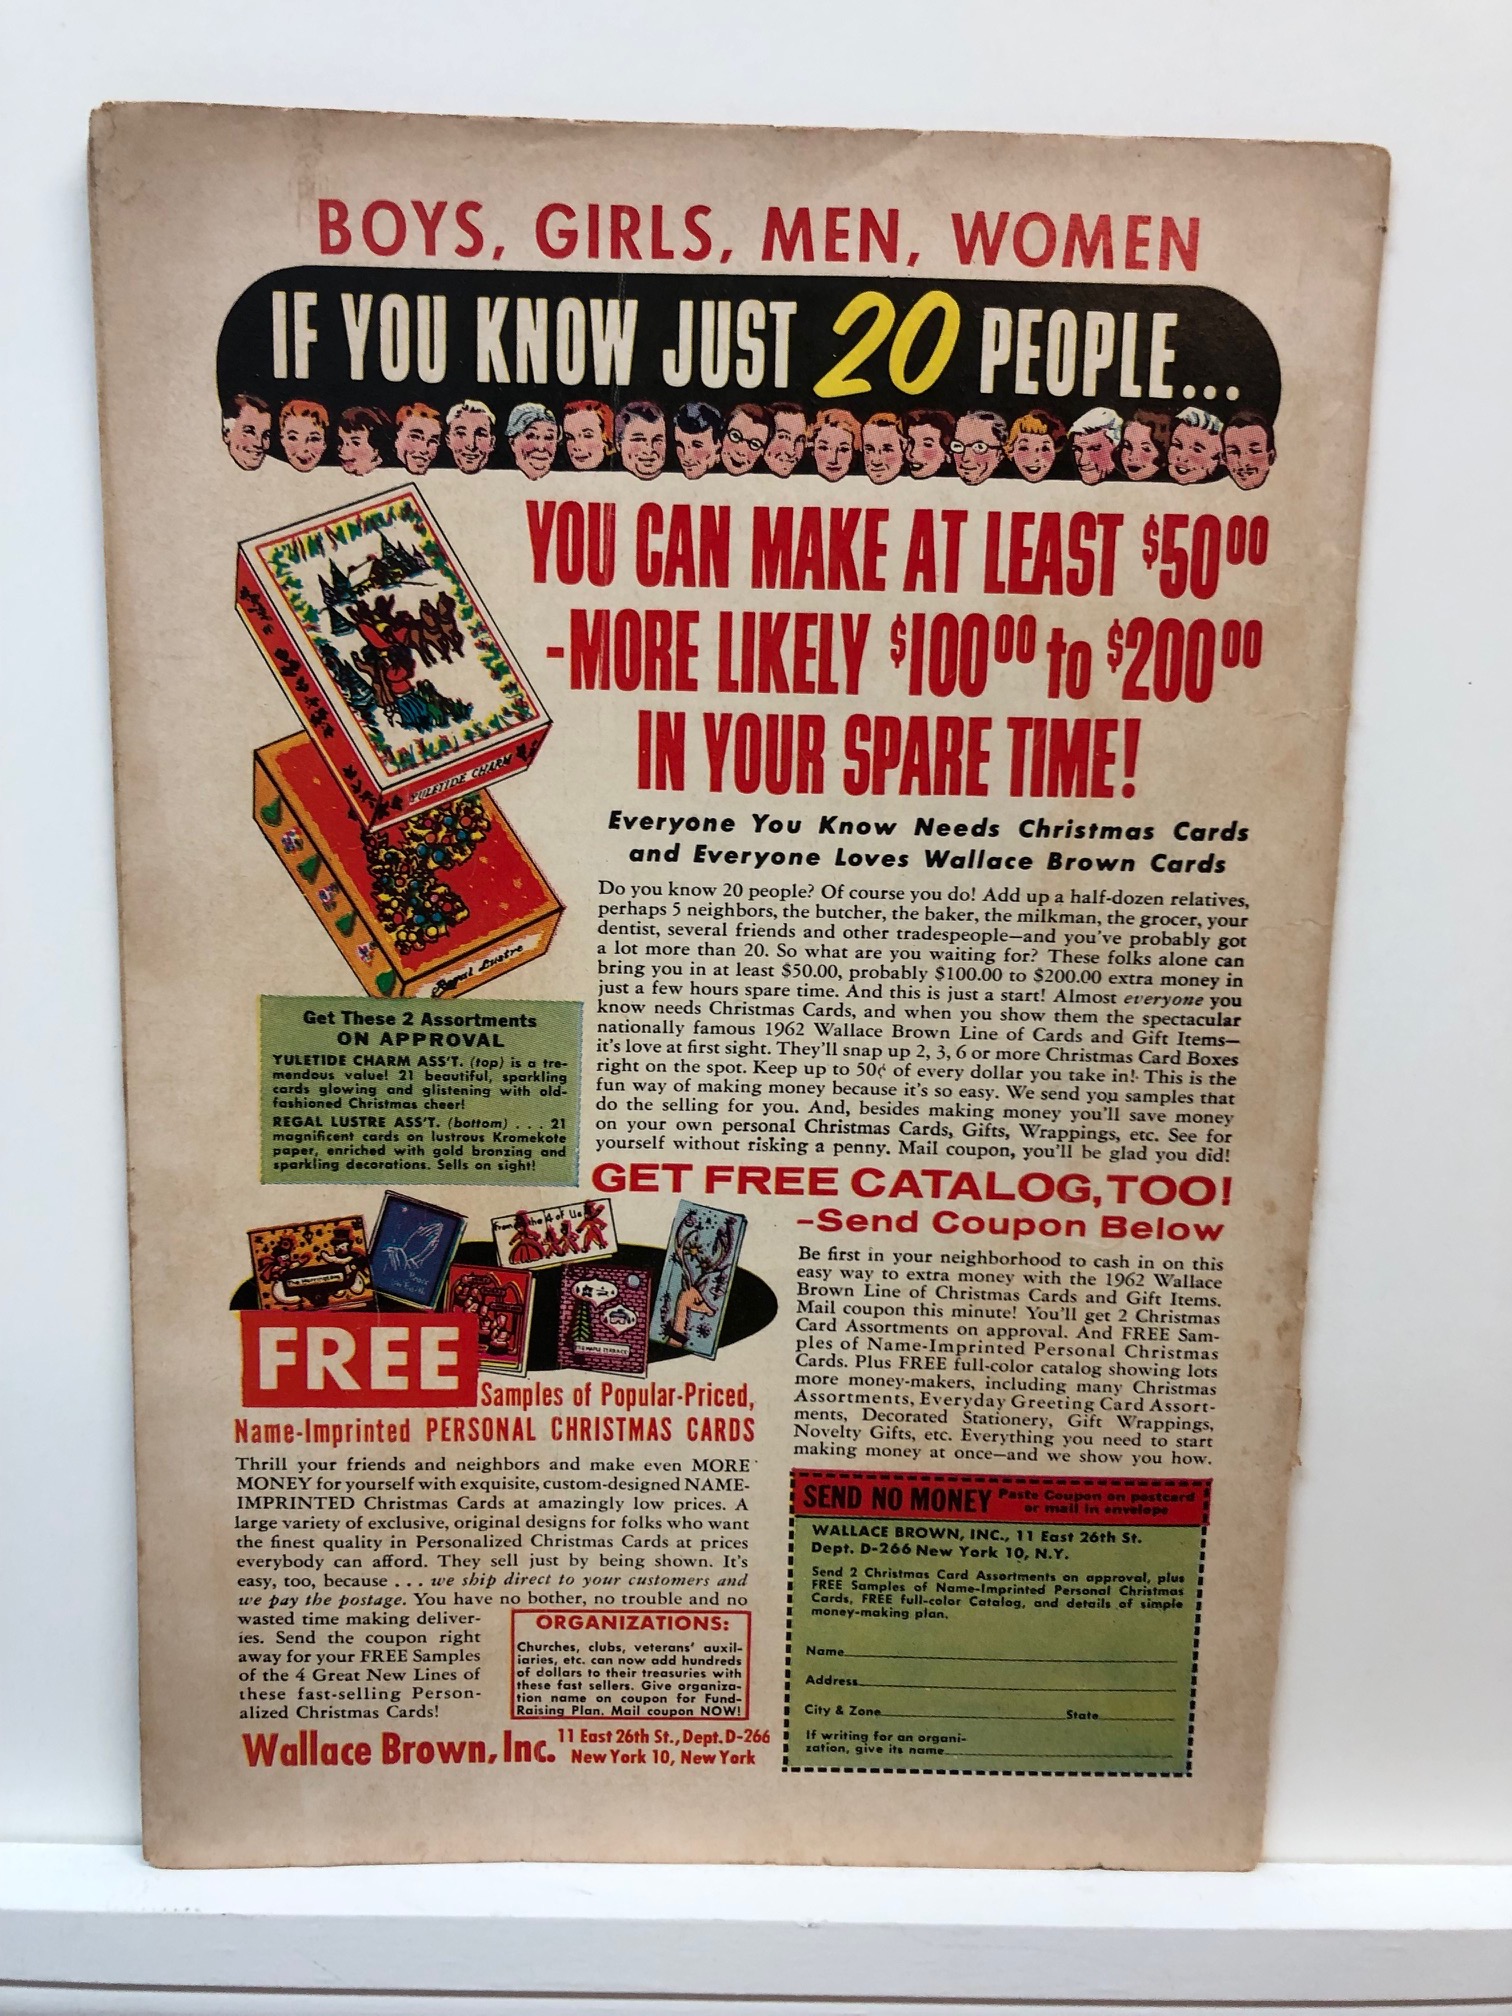 BOYS, GIRLS, MEN, WOMEN
IF YOU KNOW JUST 20 PEOPLE...
YOU CAN MAKE AT LEAST $5000
-MORE LIKELY $10000 to $20000
IN YOUR SPARE TIME!
YULETIDE CHARM
Regal Lustre
Everyone You Know Needs Christmas Cards
and Everyone Loves Wallace Brown Cards
Do you know 20 people? Of course you do! Add up a half-dozen relatives,
perhaps 5 neighbors, the butcher, the baker, the milkman, the grocer, your
dentist, several friends and other tradespeople—and you've probably got
a lot more than 20. So what are you waiting for? These folks alone can
bring you in at least $50.00, probably $100.00 to $200.00 extra money in
just a few hours spare time. And this is just a start! Almost everyone you
know needs Christmas Cards, and when you show them the spectacular
nationally famous 1962 Wallace Brown Line of Cards and Gift Items—
it's love at first sight. They'll snap up 2, 3, 6 or more Christmas Card Boxes
right on the spot. Keep up to 50¢ of every dollar you take in! This is the
fun way of making money because it's so easy. We send you samples that
do the selling for you. And, besides making money you'll save money
on your own personal Christmas Cards, Gifts, Wrappings, etc. See for
yourself without risking a penny. Mail coupon, you'll be glad you did!
Get These 2 Assortments
ON APPROVAL
YULETIDE CHARM ASS'T. (top) is a tre-
mendous value! 21 beautiful, sparkling
cards glowing and glistening with old-
fashioned Christmas cheer!
REGAL LUSTRE ASS'T. (bottom) . . . 21
magnificent cards on lustrous Kromekote
paper, enriched with gold bronzing and
sparkling decorations. Sells on sight!
GET FREE CATALOG, TOO!
–Send Coupon Below
Be first in your neighborhood to cash in on this
easy way to extra money with the 1962 Wallace
Brown Line of Christmas Cards and Gift Items.
Mail coupon this minute! You'll get 2 Christmas
Card Assortments on approval. And FREE Sam-
ples of Name-Imprinted Personal Christmas
Cards. Plus FREE full-color catalog showing lots
more money-makers, including many Christmas
Assortments, Everyday Greeting Card Assort-
ments, Decorated Stationery, Gift Wrappings,
Novelty Gifts, etc. Everything you need to start
making money at once—and we show you how.
From the 4 of Us
FREE
Samples of Popular-Priced,
Name-Imprinted PERSONAL CHRISTMAS CARDS
Thrill your friends and neighbors and make even MORE
MONEY for yourself with exquisite, custom-designed NAME-
IMPRINTED Christmas Cards at amazingly low prices. A
large variety of exclusive, original designs for folks who want
the finest quality in Personalized Christmas Cards at prices
everybody can afford. They sell just by being shown. It's
easy, too, because . . . we ship direct to your customers and
we pay the postage. You have no bother, no trouble and no
wasted time making deliver-
ies. Send the coupon right
away for your FREE Samples
of the 4 Great New Lines of
these fast-selling Person-
alized Christmas Cards!
ORGANIZATIONS:
Churches, clubs, veterans' auxil-
iaries, etc. can now add hundreds
of dollars to their treasuries with
these fast sellers. Give organiza-
tion name on coupon for Fund-
Raising Plan. Mail coupon NOW!
Wallace Brown, Inc. 11 East 26th St., Dept. D-266
New York 10, New York
SEND NO MONEY Paste Coupon on postcard
or mail in envelope
WALLACE BROWN, INC., 11 East 26th St.
Dept. D-266 New York 10, N.Y.
Send 2 Christmas Card Assortments on approval, plus
FREE Samples of Name-Imprinted Personal Christmas
Cards, FREE full-color Catalog, and details of simple
money-making plan.
Name
Address
City & Zone State
If writing for an organi-
zation, give its name